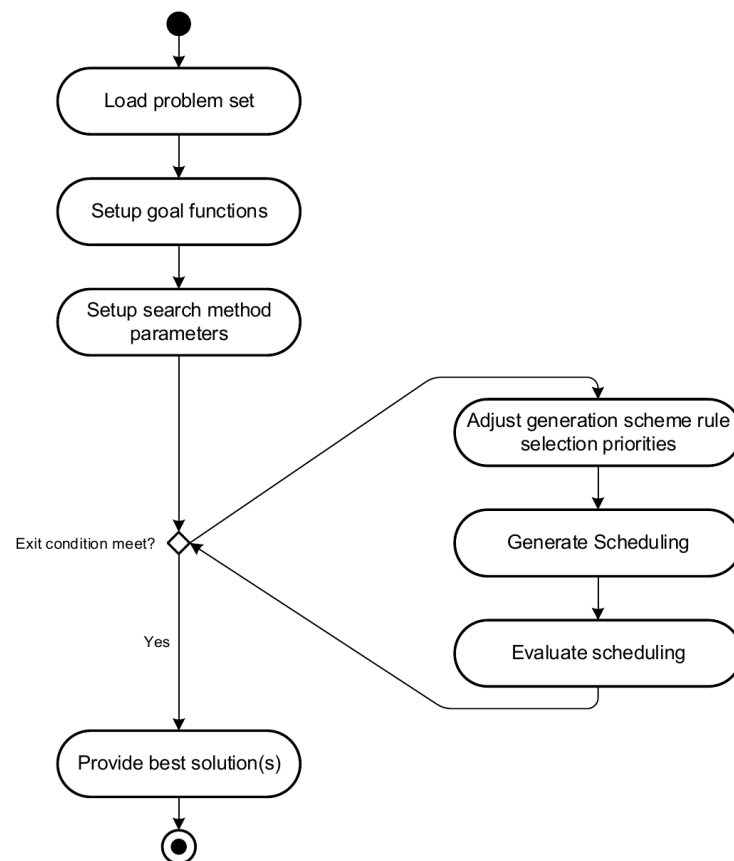 Load problem set
Setup goal functions
Setup search method
parameters
Adjust generation scheme rule
selection priorities
Generate Scheduling
Exit condition meet?
Evaluate scheduling
Yes
Provide best solution(s)